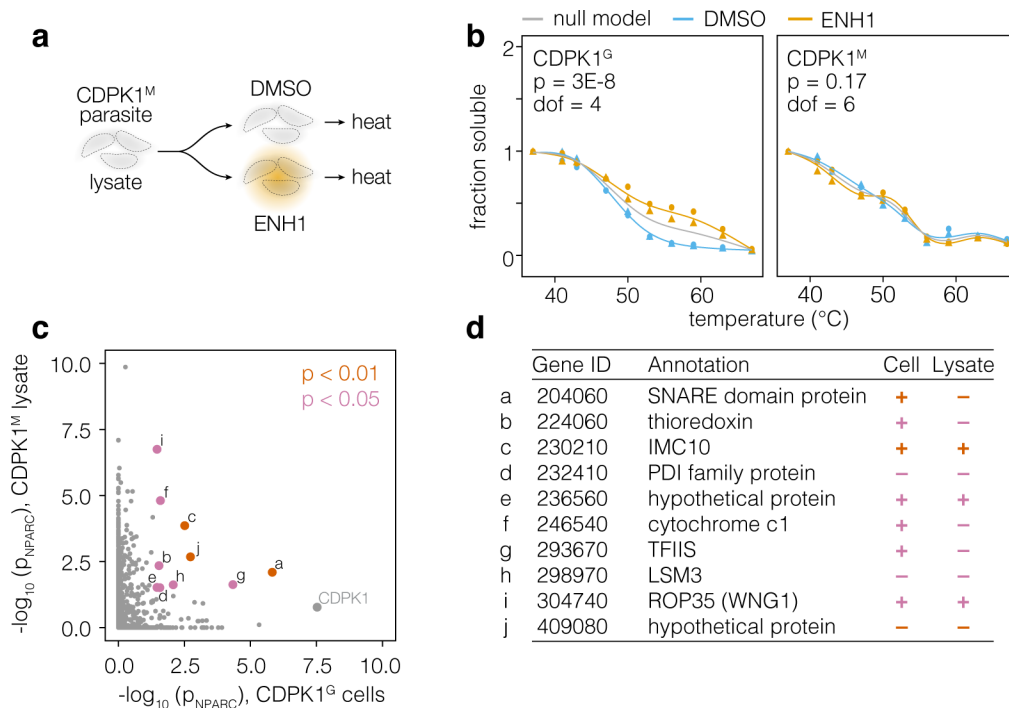 a
CDPK1ᴹ
parasite
lysate
DMSO
heat
ENH1
heat
b
null model DMSO ENH1
fraction soluble
2
1
0
CDPK1ᴳ
p = 3E-8
dof = 4
CDPK1ᴹ
p = 0.17
dof = 6
40 50 60 40 50 60
temperature (°C)
c
-log₁₀ (p_NPARC), CDPK1ᴹ lysate
10.0
7.5
5.0
2.5
0.0
p < 0.01
p < 0.05
i
f
c
j
b
a
e
h
g
d
CDPK1
0.0 2.5 5.0 7.5 10.0
-log₁₀ (p_NPARC), CDPK1ᴳ cells
d
Gene ID Annotation Cell Lysate
a 204060 SNARE domain protein + −
b 224060 thioredoxin + −
c 230210 IMC10 + +
d 232410 PDI family protein − −
e 236560 hypothetical protein + +
f 246540 cytochrome c1 + −
g 293670 TFIIS + −
h 298970 LSM3 − −
i 304740 ROP35 (WNG1) + +
j 409080 hypothetical protein − −